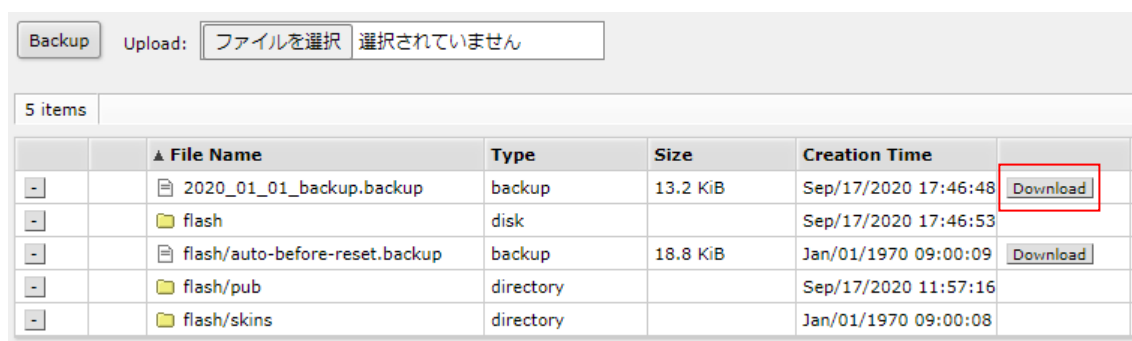 Backup Upload: ファイルを選択 選択されていません
5 items
▲ File Name Type Size Creation Time
- 2020_01_01_backup.backup backup 13.2 KiB Sep/17/2020 17:46:48 Download
- flash disk Sep/17/2020 17:46:53
- flash/auto-before-reset.backup backup 18.8 KiB Jan/01/1970 09:00:09 Download
- flash/pub directory Sep/17/2020 11:57:16
- flash/skins directory Jan/01/1970 09:00:08